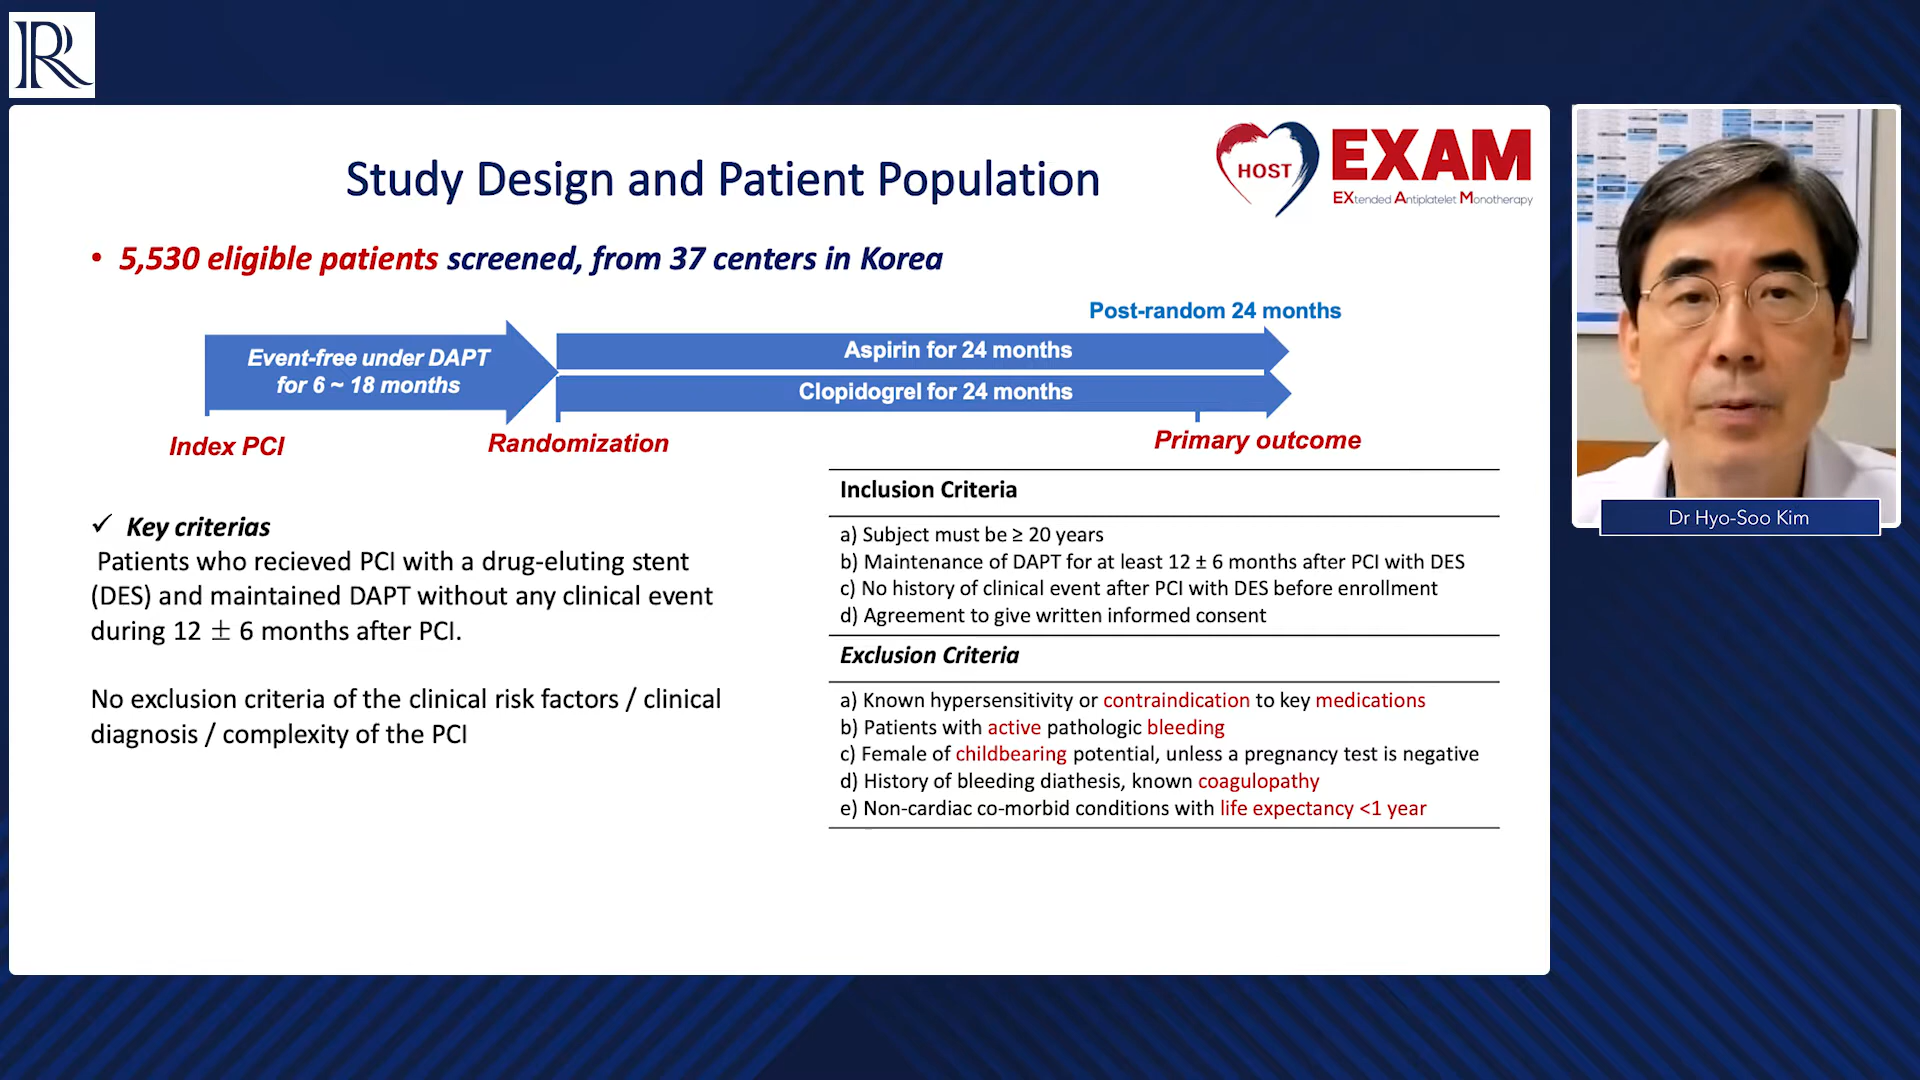 R
Study Design and Patient Population
HOST
EXAM
EXtended Antiplatelet Monotherapy
• 5,530 eligible patients screened, from 37 centers in Korea
Post-random 24 months
Event-free under DAPT
for 6 ~ 18 months
Aspirin for 24 months
Clopidogrel for 24 months
Index PCI
Randomization
Primary outcome
✓ Key criterias
Patients who recieved PCI with a drug-eluting stent
(DES) and maintained DAPT without any clinical event
during 12 ± 6 months after PCI.
No exclusion criteria of the clinical risk factors / clinical
diagnosis / complexity of the PCI
Inclusion Criteria
a) Subject must be ≥ 20 years
b) Maintenance of DAPT for at least 12 ± 6 months after PCI with DES
c) No history of clinical event after PCI with DES before enrollment
d) Agreement to give written informed consent
Exclusion Criteria
a) Known hypersensitivity or contraindication to key medications
b) Patients with active pathologic bleeding
c) Female of childbearing potential, unless a pregnancy test is negative
d) History of bleeding diathesis, known coagulopathy
e) Non-cardiac co-morbid conditions with life expectancy <1 year
Dr Hyo-Soo Kim